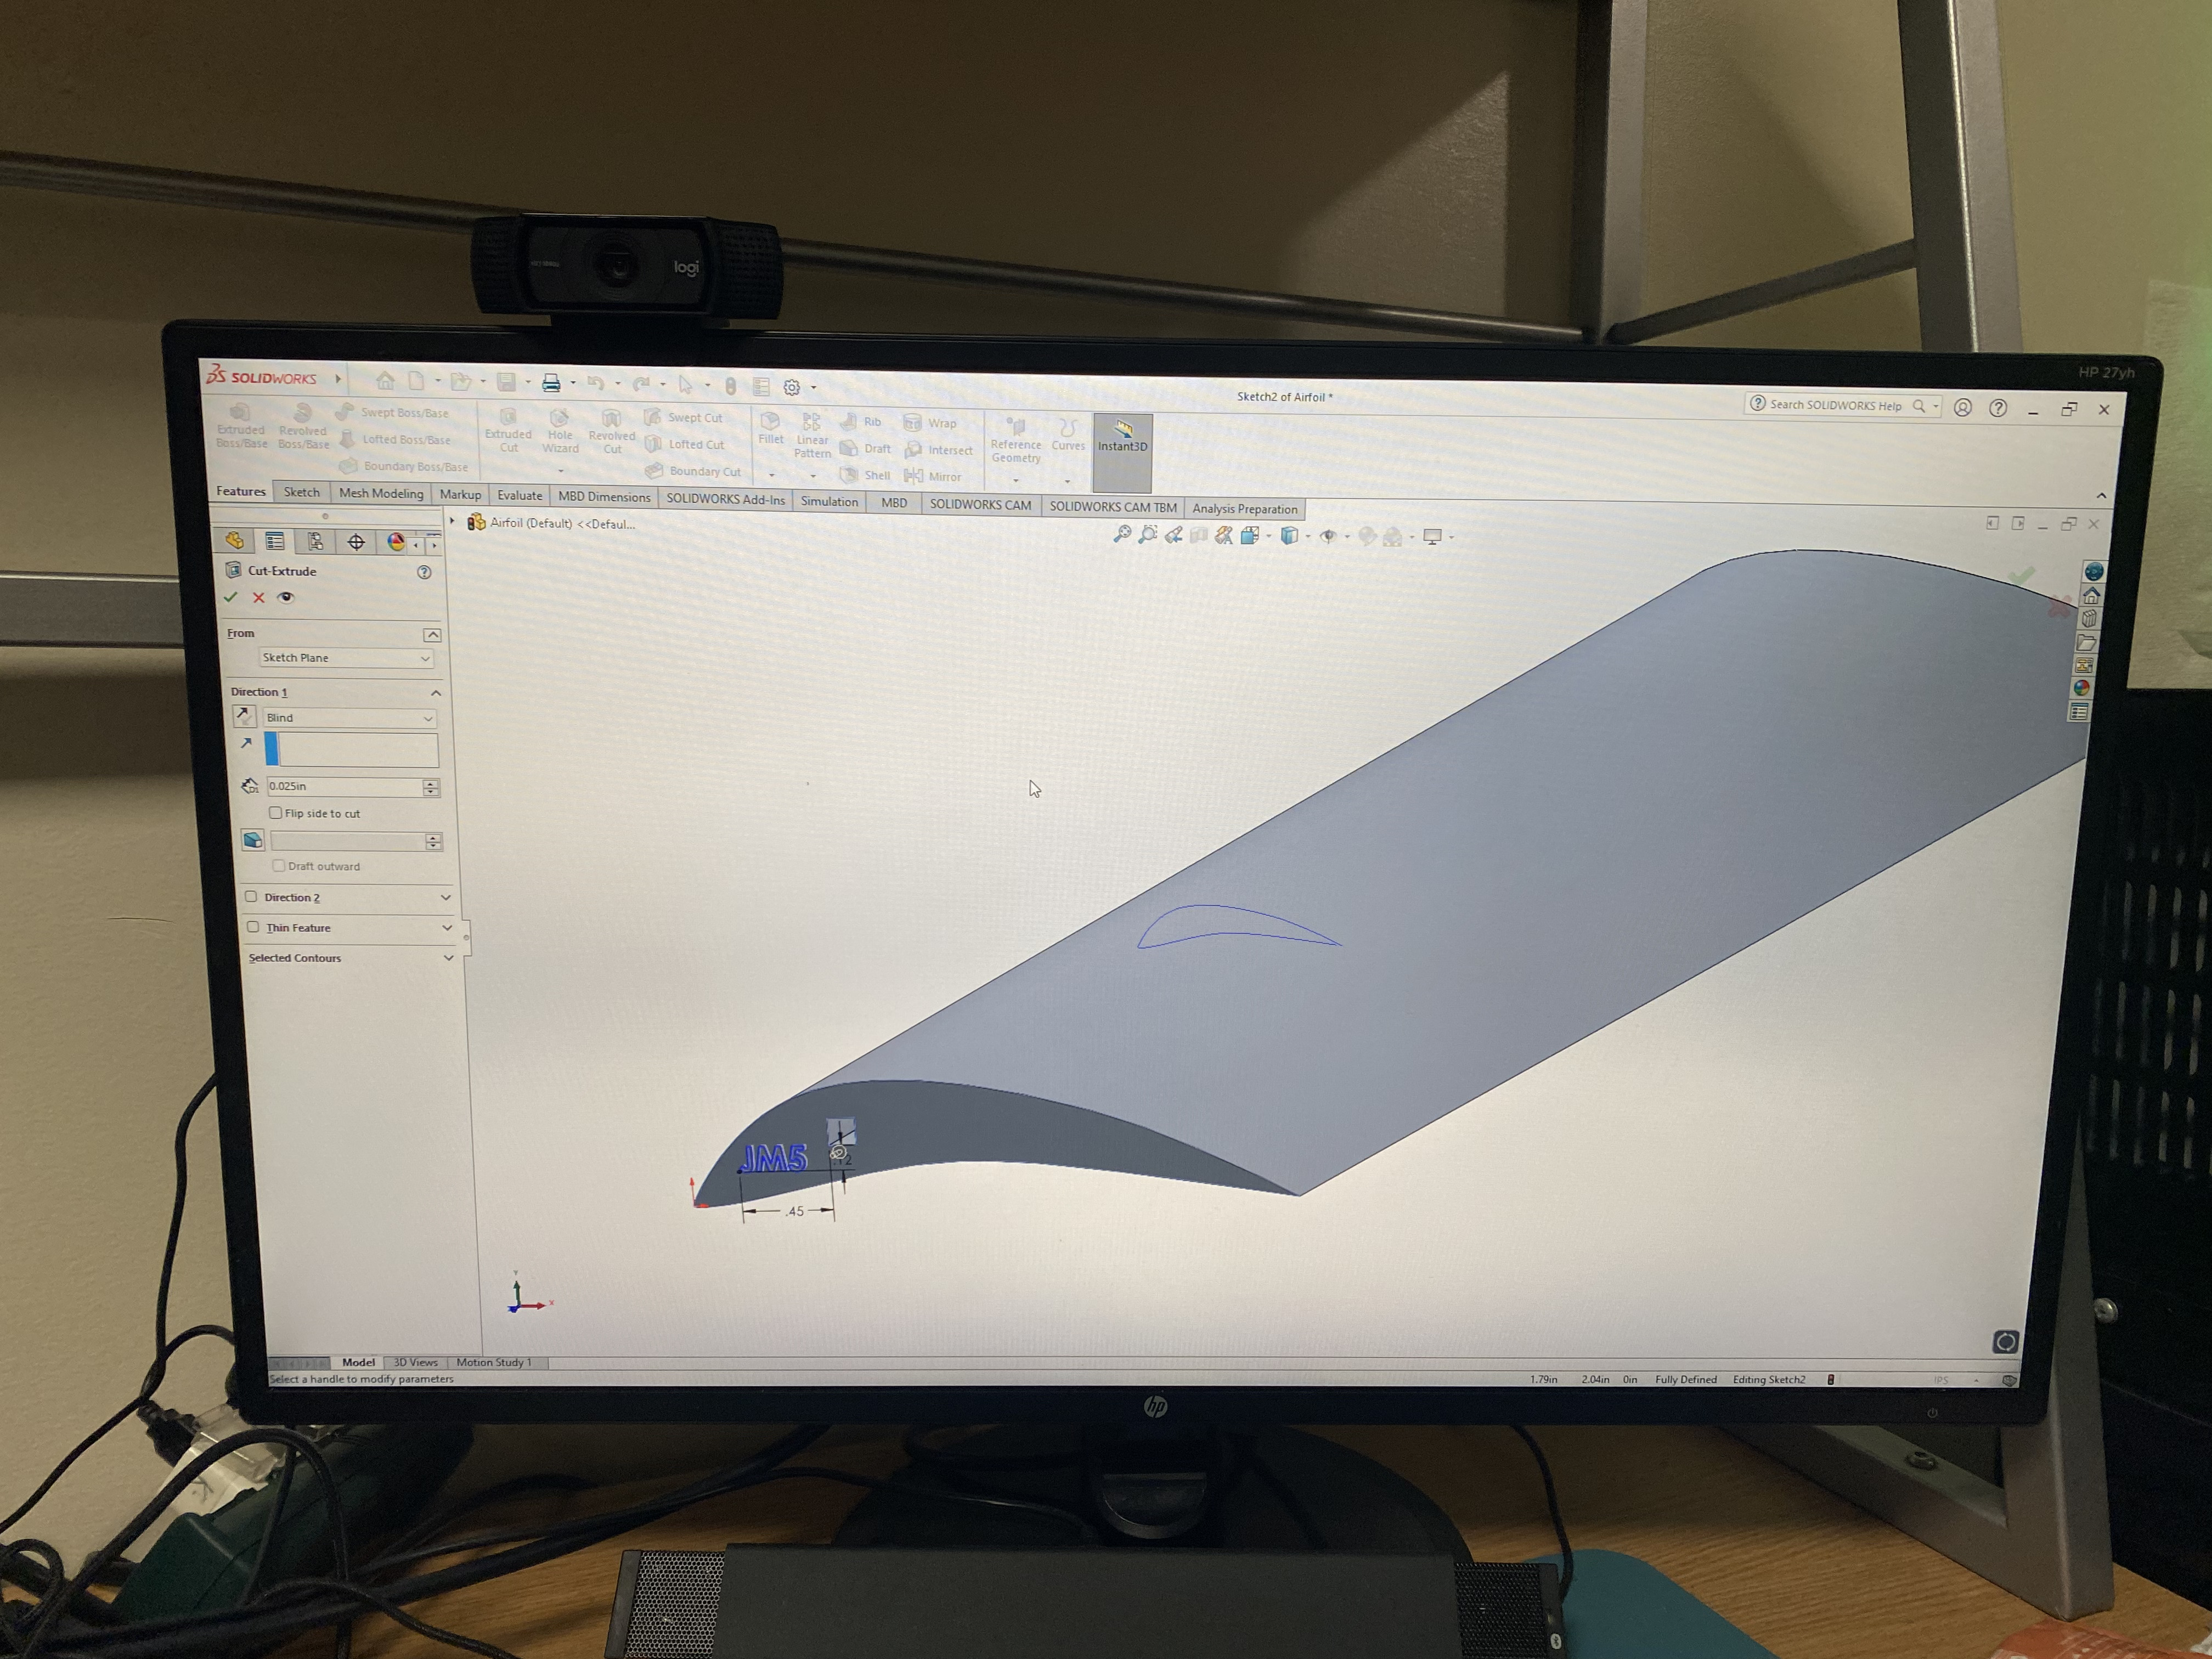 logi
HP 27yh
SOLIDWORKS
Sketch2 of Airfoil *
Search SOLIDWORKS Help
Extruded Boss/Base
Revolved Boss/Base
Swept Boss/Base
Lofted Boss/Base
Boundary Boss/Base
Extruded Cut
Hole Wizard
Revolved Cut
Swept Cut
Lofted Cut
Boundary Cut
Fillet
Linear Pattern
Rib
Draft
Shell
Wrap
Intersect
Mirror
Reference Geometry
Curves
Instant3D
Features Sketch Mesh Modeling Markup Evaluate MBD Dimensions SOLIDWORKS Add-Ins Simulation MBD SOLIDWORKS CAM SOLIDWORKS CAM TBM Analysis Preparation
Airfoil (Default) <<Defaul...
Cut-Extrude
From
Sketch Plane
Direction 1
Blind
0.025in
Flip side to cut
Draft outward
Direction 2
Thin Feature
Selected Contours
JM5
.45
Y
X
Model 3D Views Motion Study 1
Select a handle to modify parameters
1.79in 2.04in 0in Fully Defined Editing Sketch2 IPS
hp